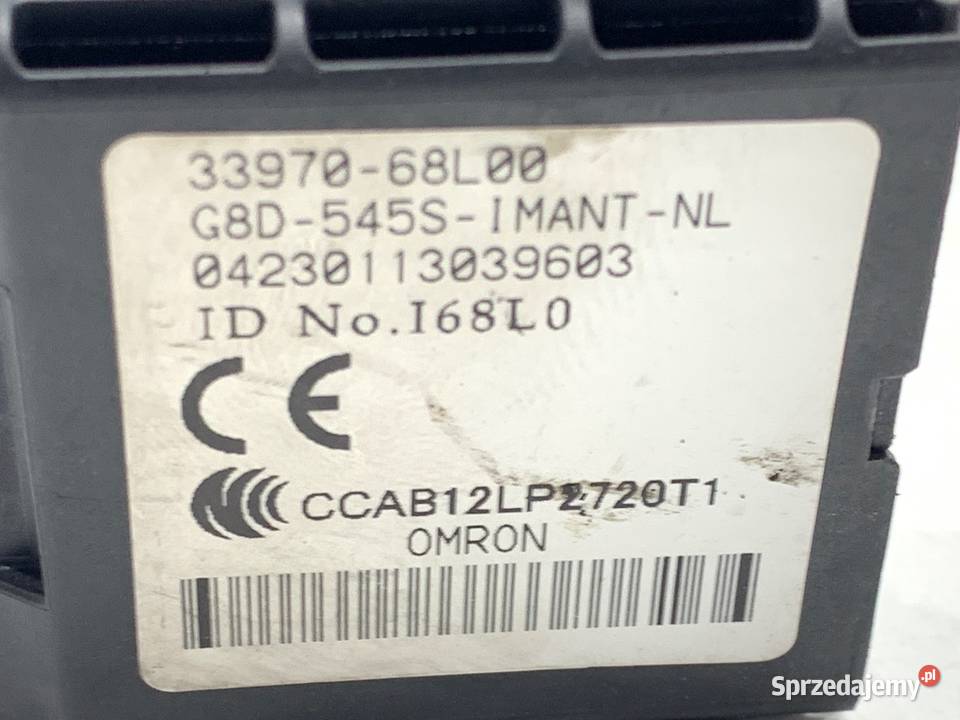 33970-68L00
G8D-545S-IMANT-NL
04230113039603
ID No.I68L0
CE
CCAB12LP2720T1
OMRON
Sprzedajemy.pl